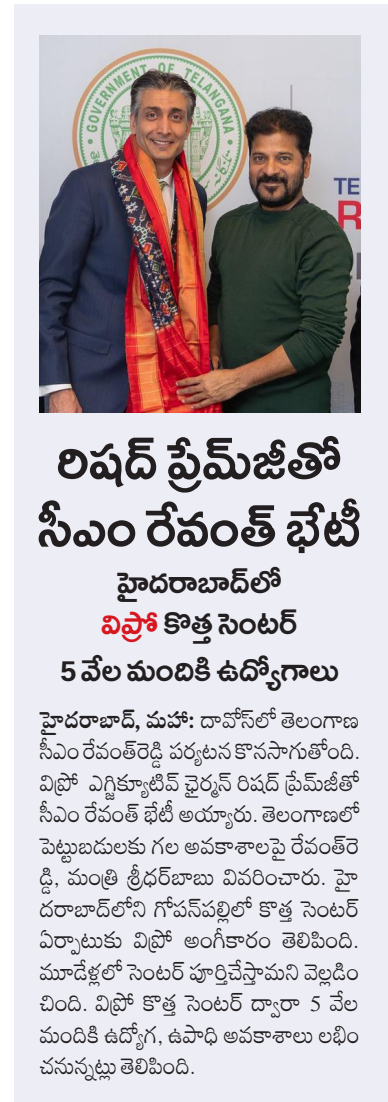 GOVERNMENT OF TELANGANA
TE
R
రిషద్ ప్రేమ్‌జీతో
సీఎం రేవంత్ భేటీ
హైదరాబాద్‌లో
విప్రో కొత్త సెంటర్
5 వేల మందికి ఉద్యోగాలు
హైదరాబాద్, మహా: దావోస్‌లో తెలంగాణ
సీఎం రేవంత్‌రెడ్డి పర్యటన కొనసాగుతోంది.
విప్రో ఎగ్జిక్యూటివ్ ఛైర్మన్ రిషద్ ప్రేమ్‌జీతో
సీఎం రేవంత్ భేటీ అయ్యారు. తెలంగాణలో
పెట్టుబడులకు గల అవకాశాలపై రేవంత్‌రె
డ్డి, మంత్రి శ్రీధర్‌బాబు వివరించారు. హై
దరాబాద్‌లోని గోపన్‌పల్లిలో కొత్త సెంటర్
ఏర్పాటుకు విప్రో అంగీకారం తెలిపింది.
మూడేళ్లలో సెంటర్ పూర్తిచేస్తామని వెల్లడిం
చింది. విప్రో కొత్త సెంటర్ ద్వారా 5 వేల
మందికి ఉద్యోగ, ఉపాధి అవకాశాలు లభిం
చనున్నట్లు తెలిపింది.